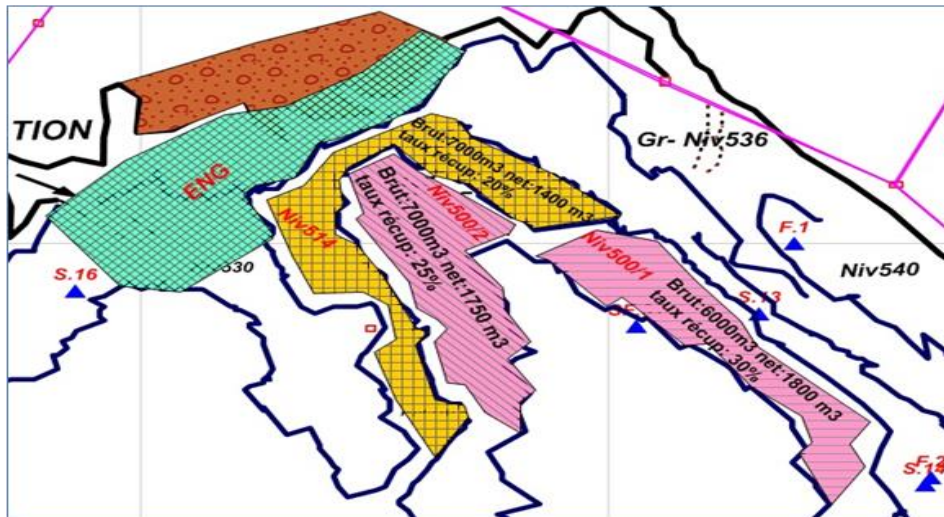 TION
ENG
Brut:7000m3 net:1400 m3
taux récup: 20%
Niv514
Niv500/2
Brut:7000m3 net:1750 m3
taux récup: 25%
Niv500/1
Brut:6000m3 net:1800 m3
taux récup: 30%
Gr- Niv536
F.1
Niv540
S.13
S.16
530
F.2